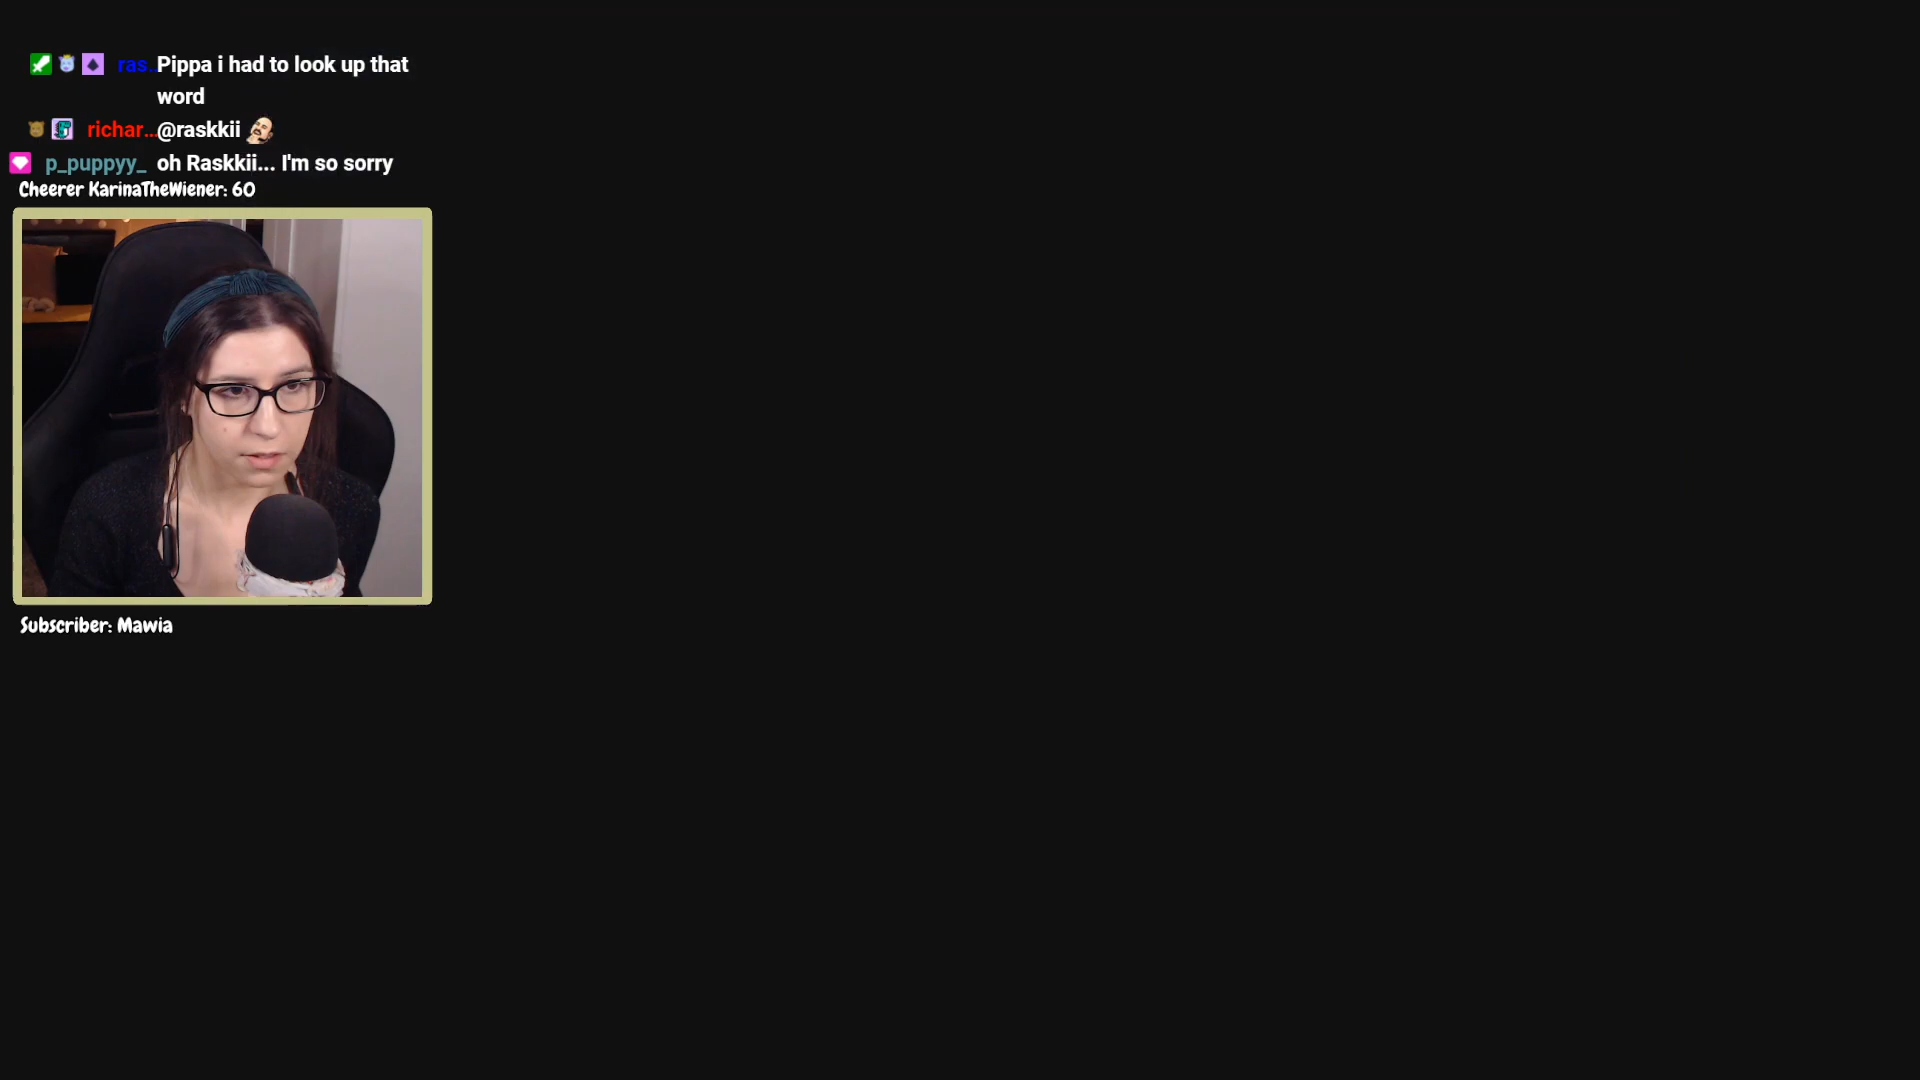 ras..Pippa i had to look up that
word
richar...@raskkii
p_puppyy_ oh Raskkii... I'm so sorry
Cheerer KarinaTheWiener: 60
Subscriber: Mawia